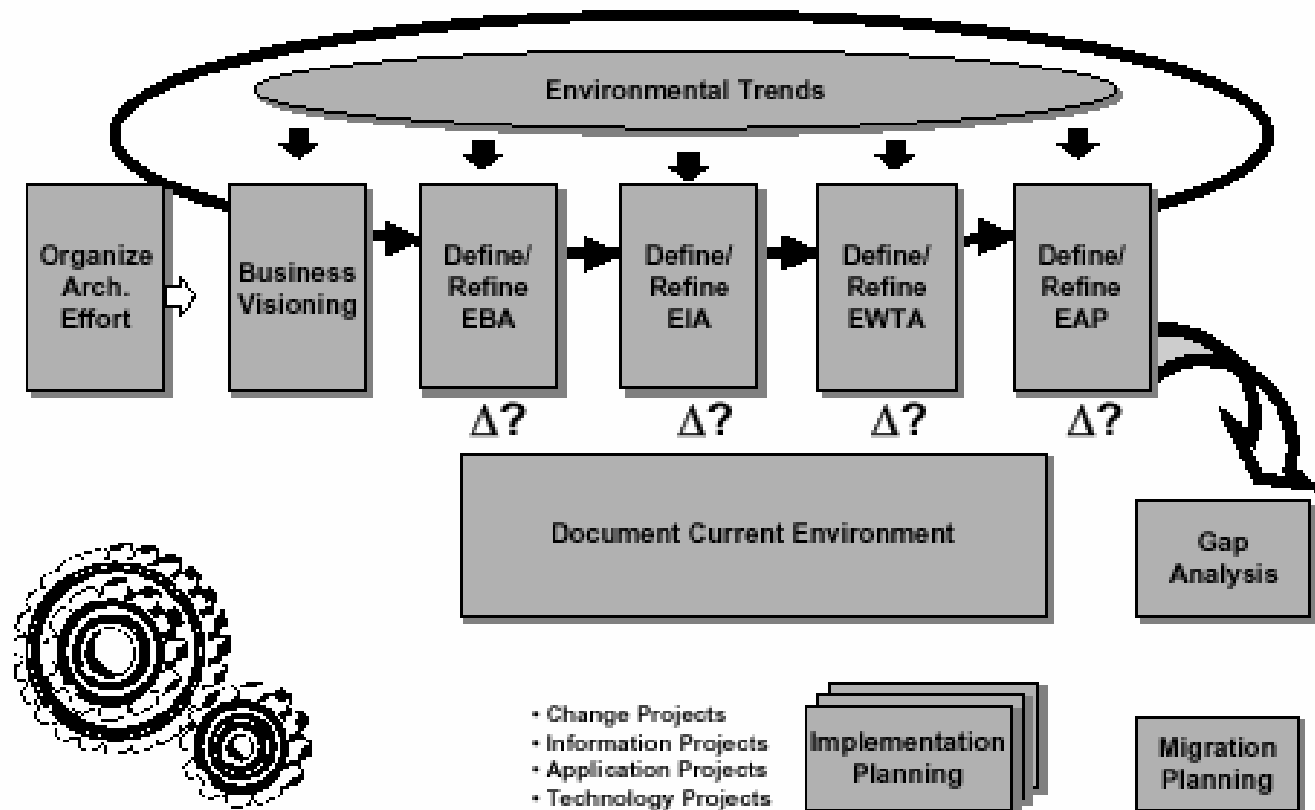 Environmental Trends
Organize
Arch.
Effort
Business
Visioning
Define/
Refine
EBA
Define/
Refine
EIA
Define/
Refine
EWTA
Define/
Refine
EAP
Δ?
Δ?
Δ?
Δ?
Document Current Environment
Gap
Analysis
• Change Projects
• Information Projects
• Application Projects
• Technology Projects
Implementation
Planning
Migration
Planning